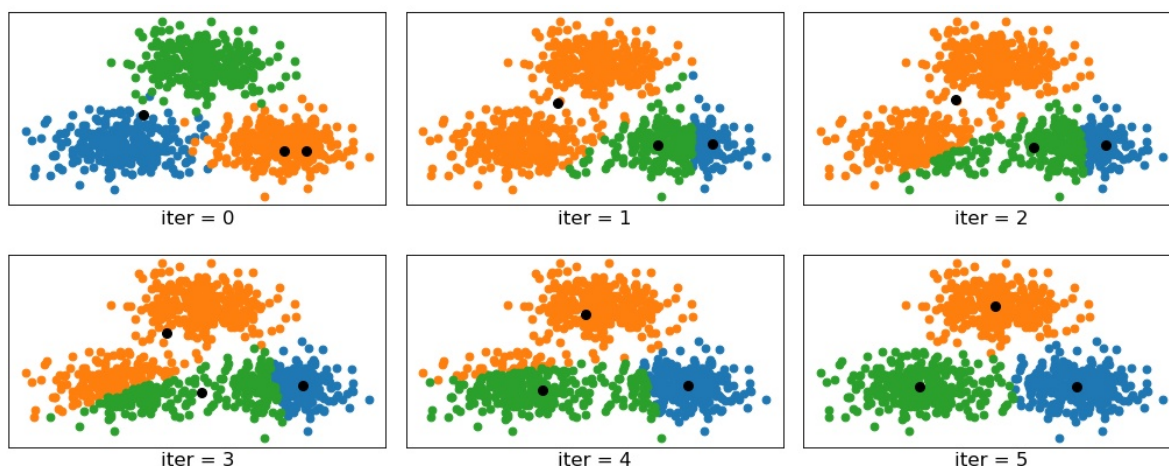 iter = 0
iter = 1
iter = 2
iter = 3
iter = 4
iter = 5